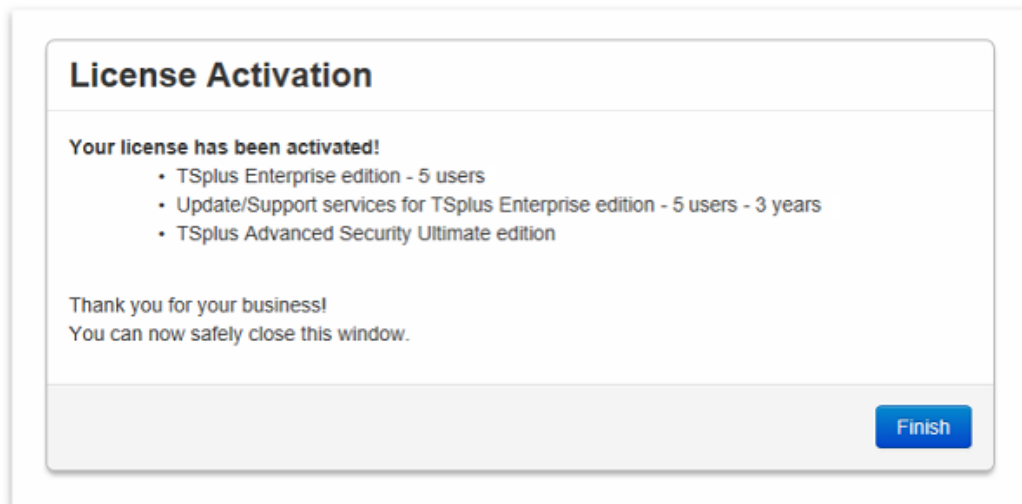 License Activation
Your license has been activated!
• TSplus Enterprise edition - 5 users
• Update/Support services for TSplus Enterprise edition - 5 users - 3 years
• TSplus Advanced Security Ultimate edition
Thank you for your business!
You can now safely close this window.
Finish